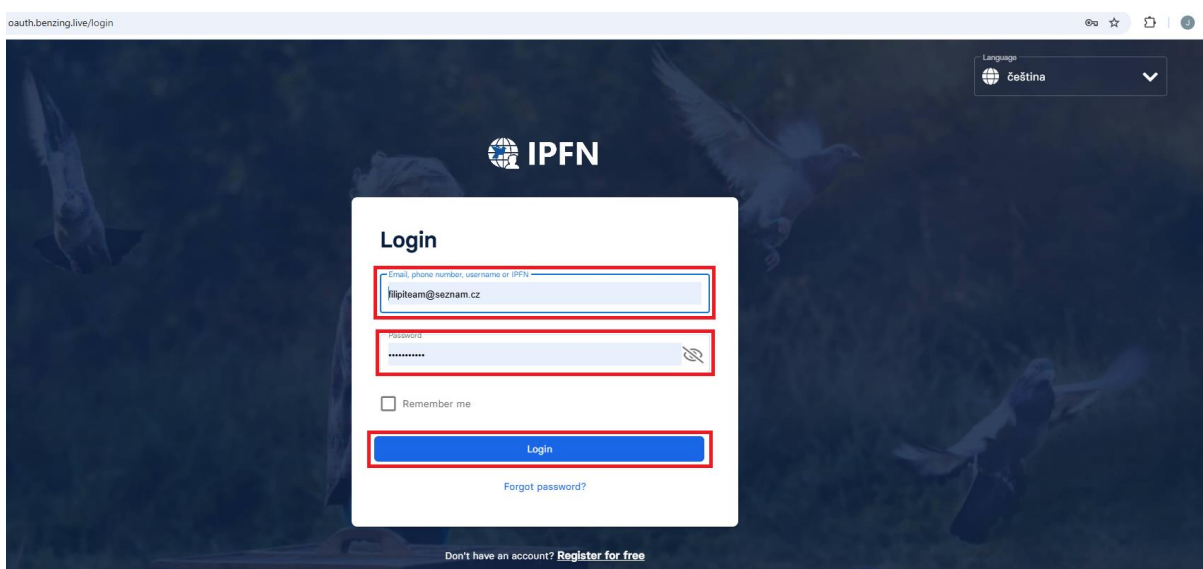 oauth.benzing.live/login
J
Language
čeština
IPFN
Login
Email, phone number, username or IPFN
filipiteam@seznam.cz
Password
•••••••••••
Remember me
Login
Forgot password?
Don't have an account? Register for free